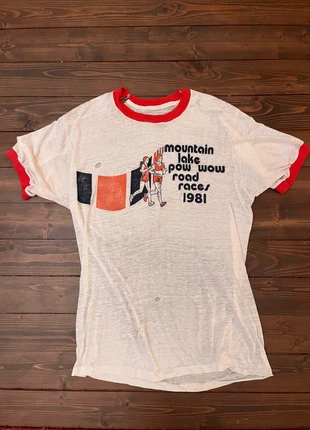 mountain
lake
pow wow
road
races
1981